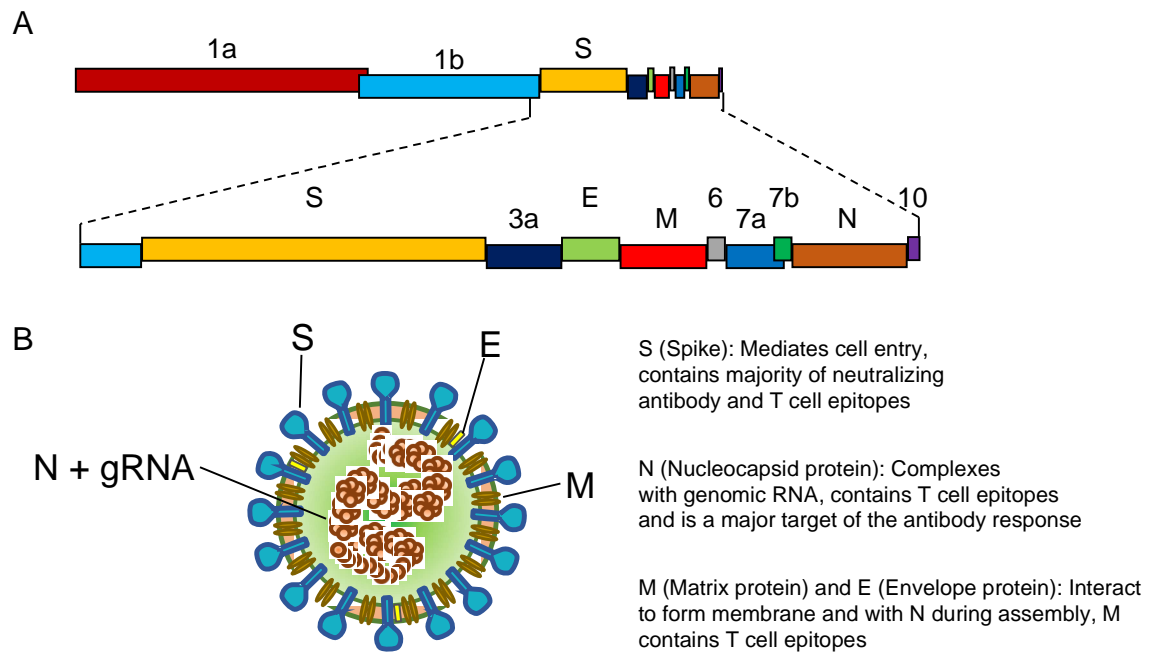 A
1a
1b
S
S
3a
E
M
6
7a
7b
N
10
B
S
E
N + gRNA
M
S (Spike): Mediates cell entry,
contains majority of neutralizing
antibody and T cell epitopes
N (Nucleocapsid protein): Complexes
with genomic RNA, contains T cell epitopes
and is a major target of the antibody response
M (Matrix protein) and E (Envelope protein): Interact
to form membrane and with N during assembly, M
contains T cell epitopes